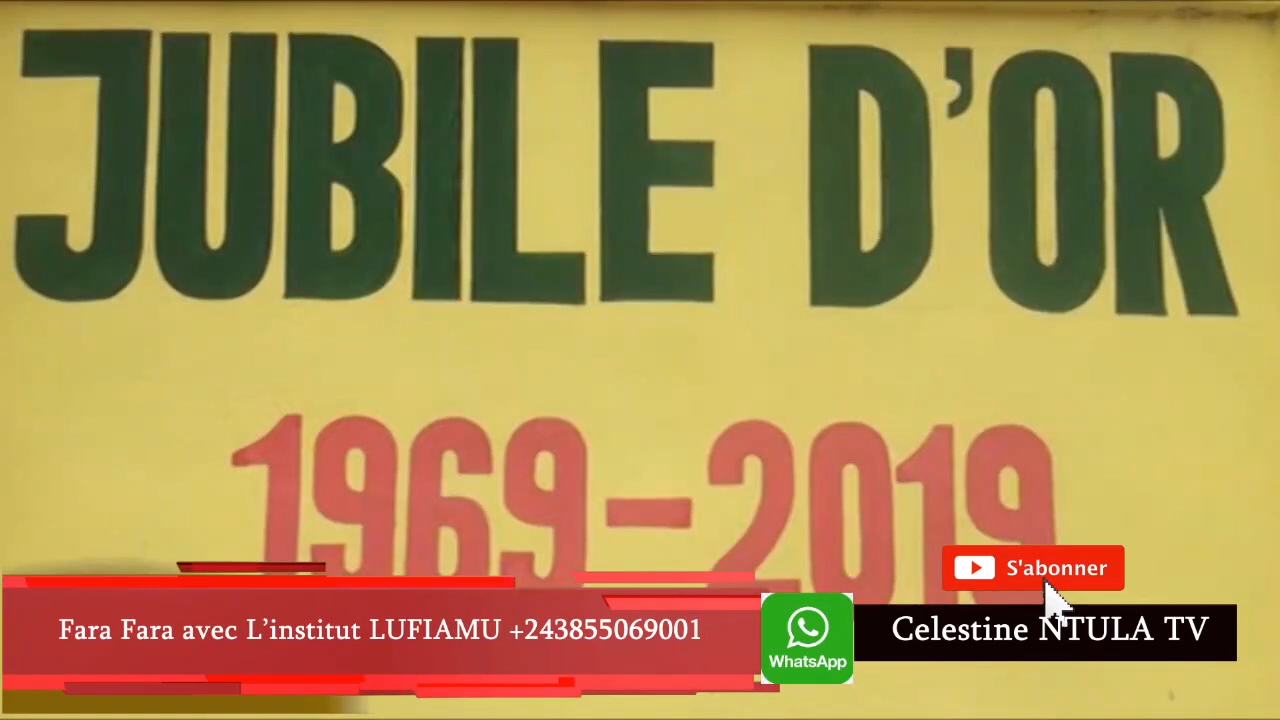 JUBILE D'OR
1969-2019
S'abonner
Fara Fara avec L'institut LUFIAMU +243855069001
WhatsApp
Celestine NTULA TV